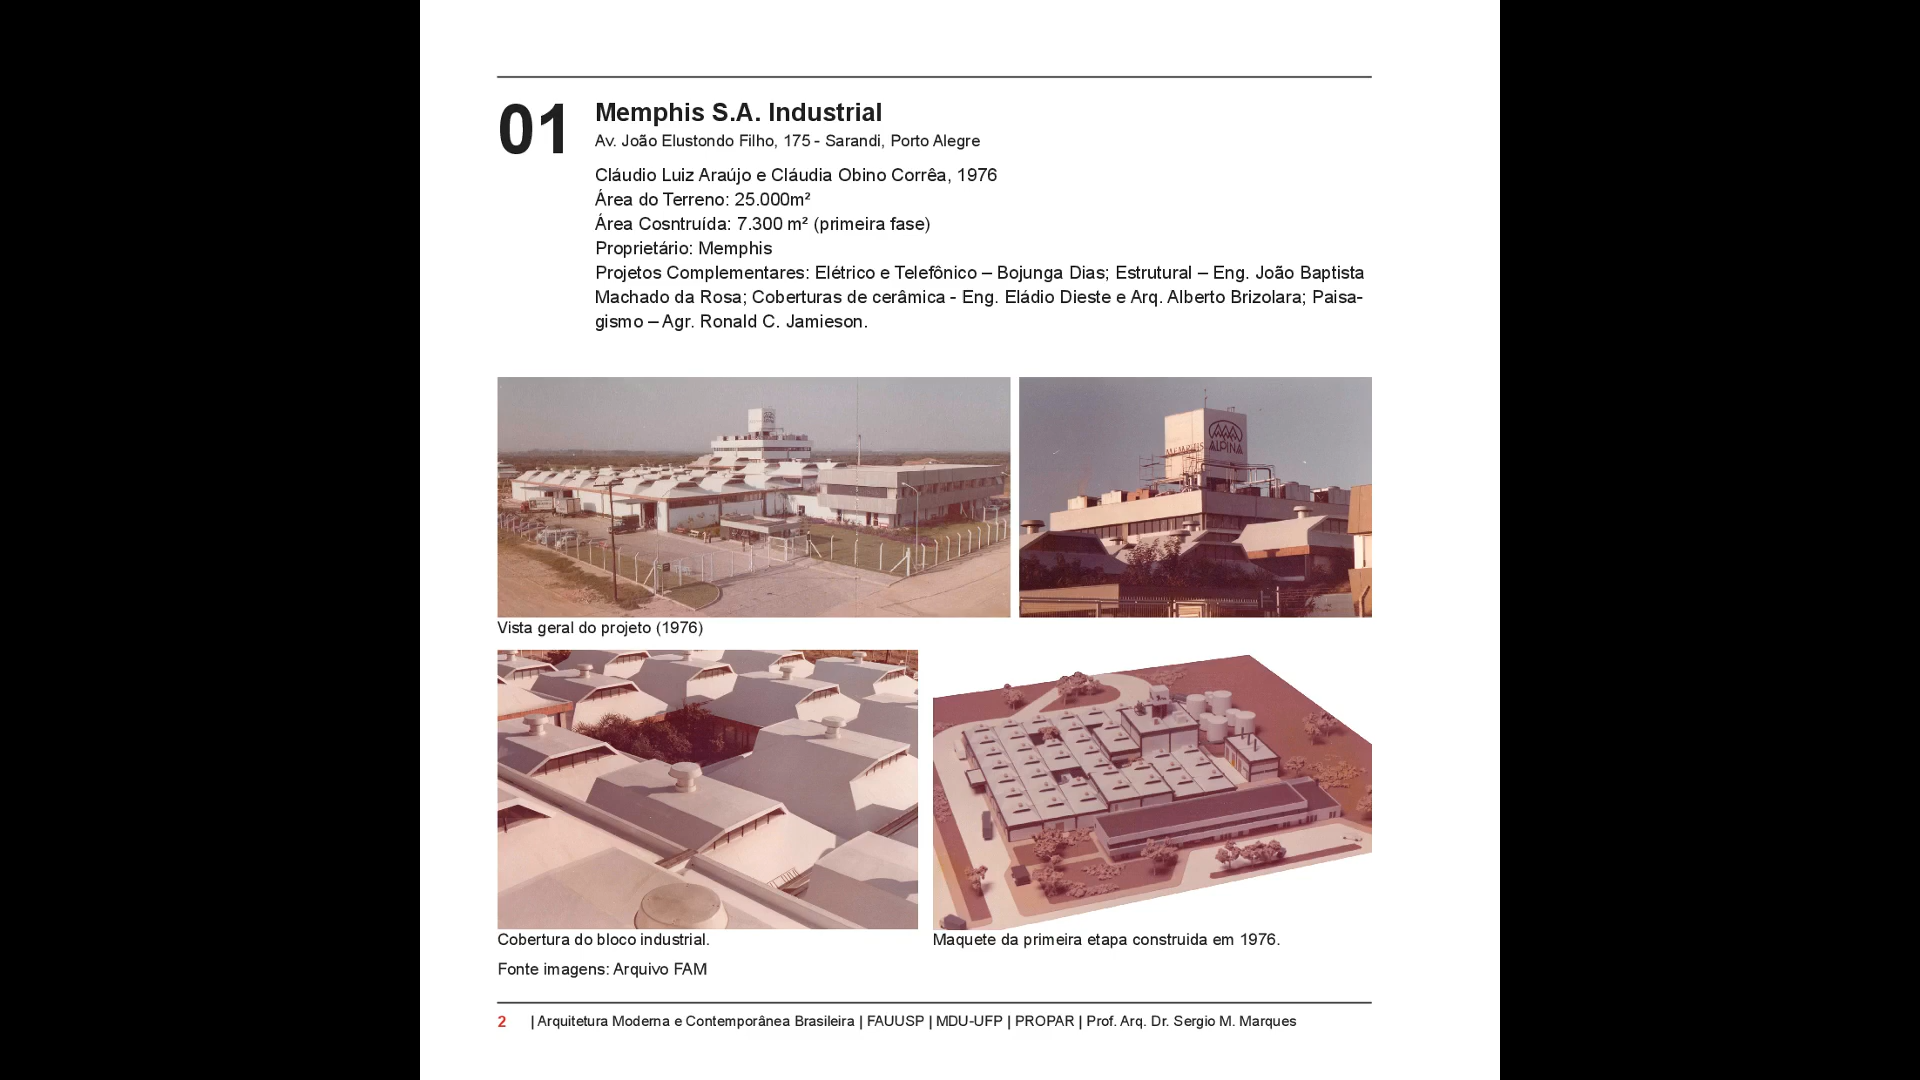 01
Memphis S.A. Industrial
Av. João Elustondo Filho, 175 - Sarandi, Porto Alegre
Cláudio Luiz Araújo e Cláudia Obino Corrêa, 1976
Área do Terreno: 25.000m²
Área Cosntruída: 7.300 m² (primeira fase)
Proprietário: Memphis
Projetos Complementares: Elétrico e Telefônico – Bojunga Dias; Estrutural – Eng. João Baptista
Machado da Rosa; Coberturas de cerâmica - Eng. Eládio Dieste e Arq. Alberto Brizolara; Paisa-
gismo – Agr. Ronald C. Jamieson.
MEMPHIS
ALPINA
Vista geral do projeto (1976)
Cobertura do bloco industrial.
Maquete da primeira etapa construida em 1976.
Fonte imagens: Arquivo FAM
2 | Arquitetura Moderna e Contemporânea Brasileira | FAUUSP | MDU-UFP | PROPAR | Prof. Arq. Dr. Sergio M. Marques